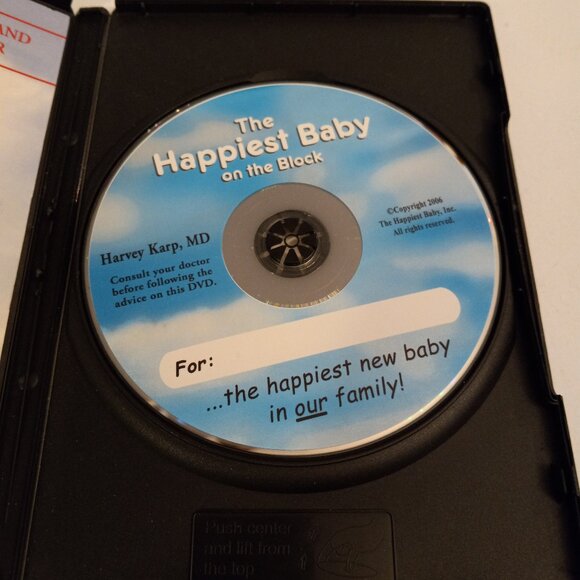 AND
R
The
Happiest Baby
on the Block
©Copyright 2006
The Happiest Baby, Inc.
All rights reserved.
Harvey Karp, MD
Consult your doctor
before following the
advice on this DVD.
For:
...the happiest new baby
in our family!
Push center
and lift from
the top